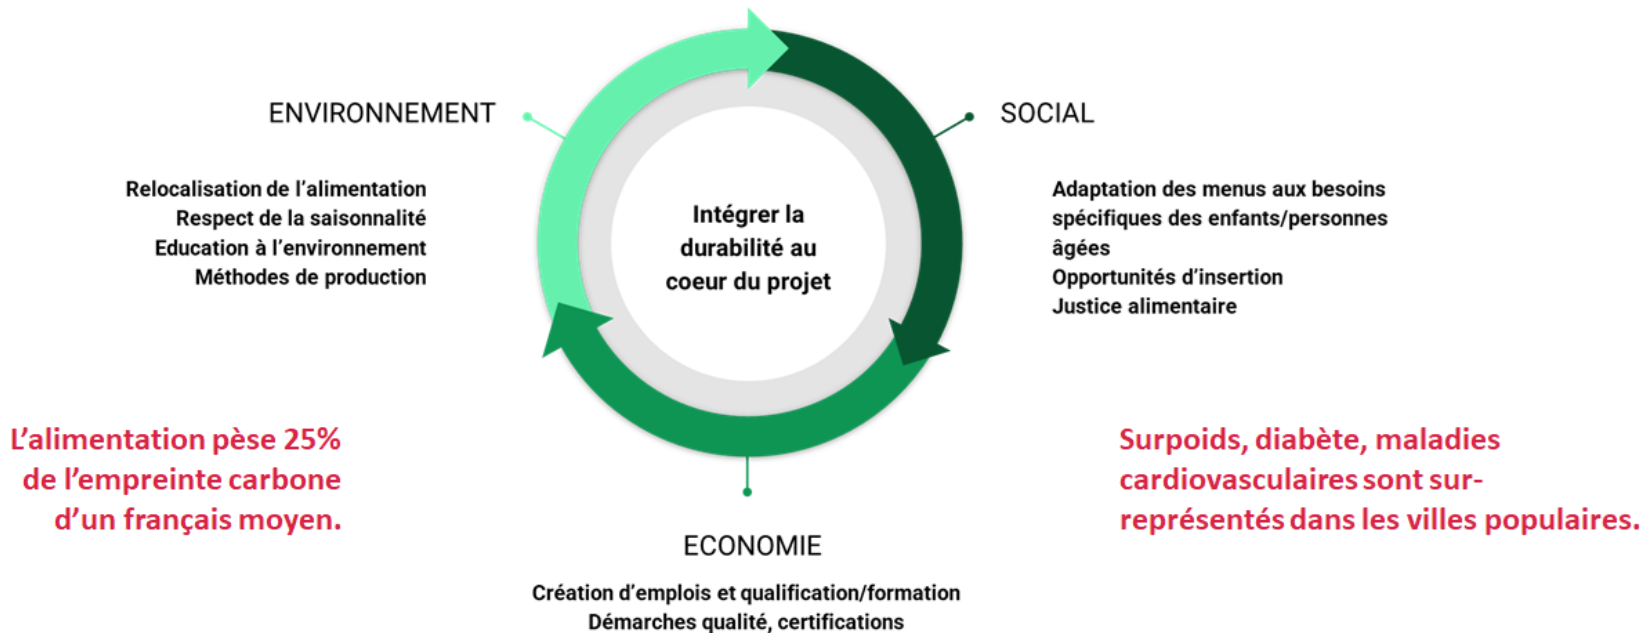 ENVIRONNEMENT
Relocalisation de l'alimentation
Respect de la saisonnalité
Education à l'environnement
Méthodes de production
L'alimentation pèse 25%
de l'empreinte carbone
d'un français moyen.
Intégrer la
durabilité au
coeur du projet
SOCIAL
Adaptation des menus aux besoins
spécifiques des enfants/personnes
âgées
Opportunités d'insertion
Justice alimentaire
Surpoids, diabète, maladies
cardiovasculaires sont sur-
représentés dans les villes populaires.
ECONOMIE
Création d'emplois et qualification/formation
Démarches qualité, certifications